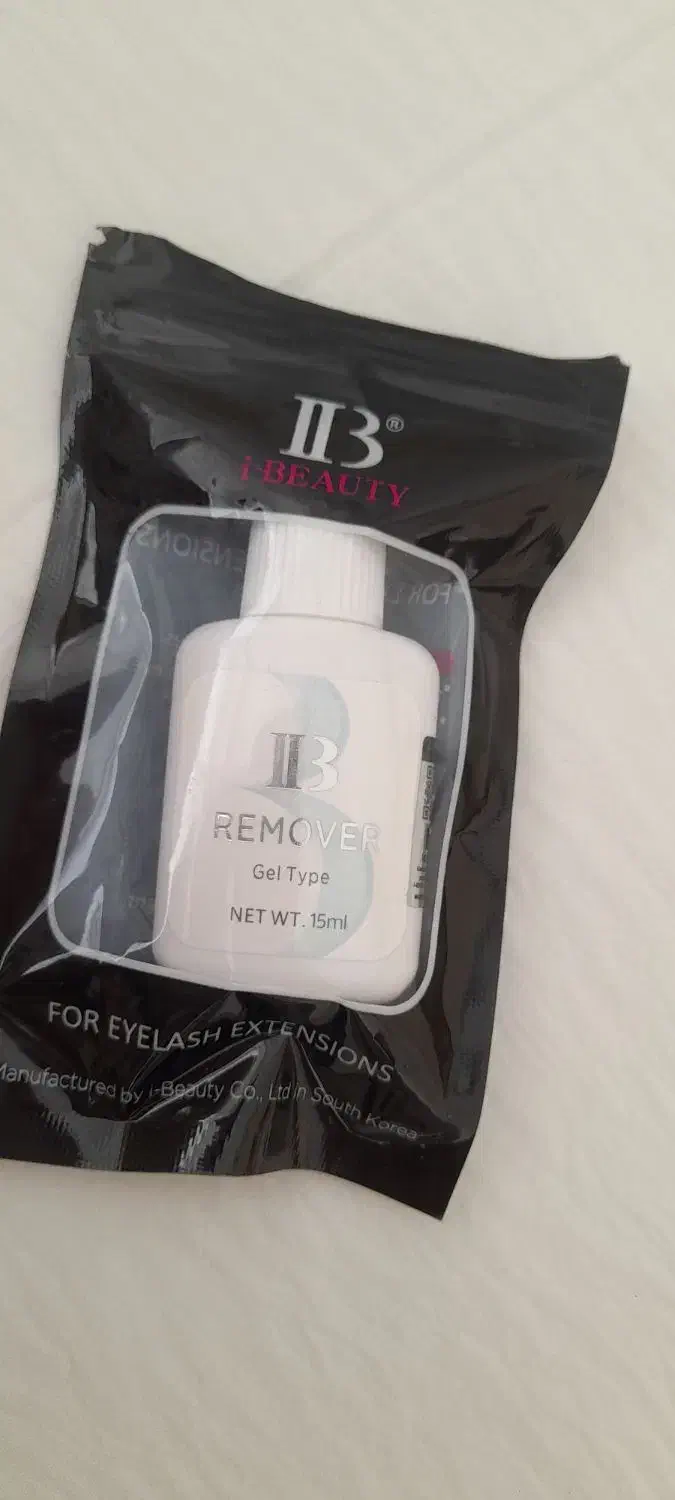 IB®
i·BEAUTY
IB
REMOVER
Gel Type
NET WT. 15ml
FOR EYELASH EXTENSIONS
Manufactured by i-Beauty Co., Ltd in South Korea